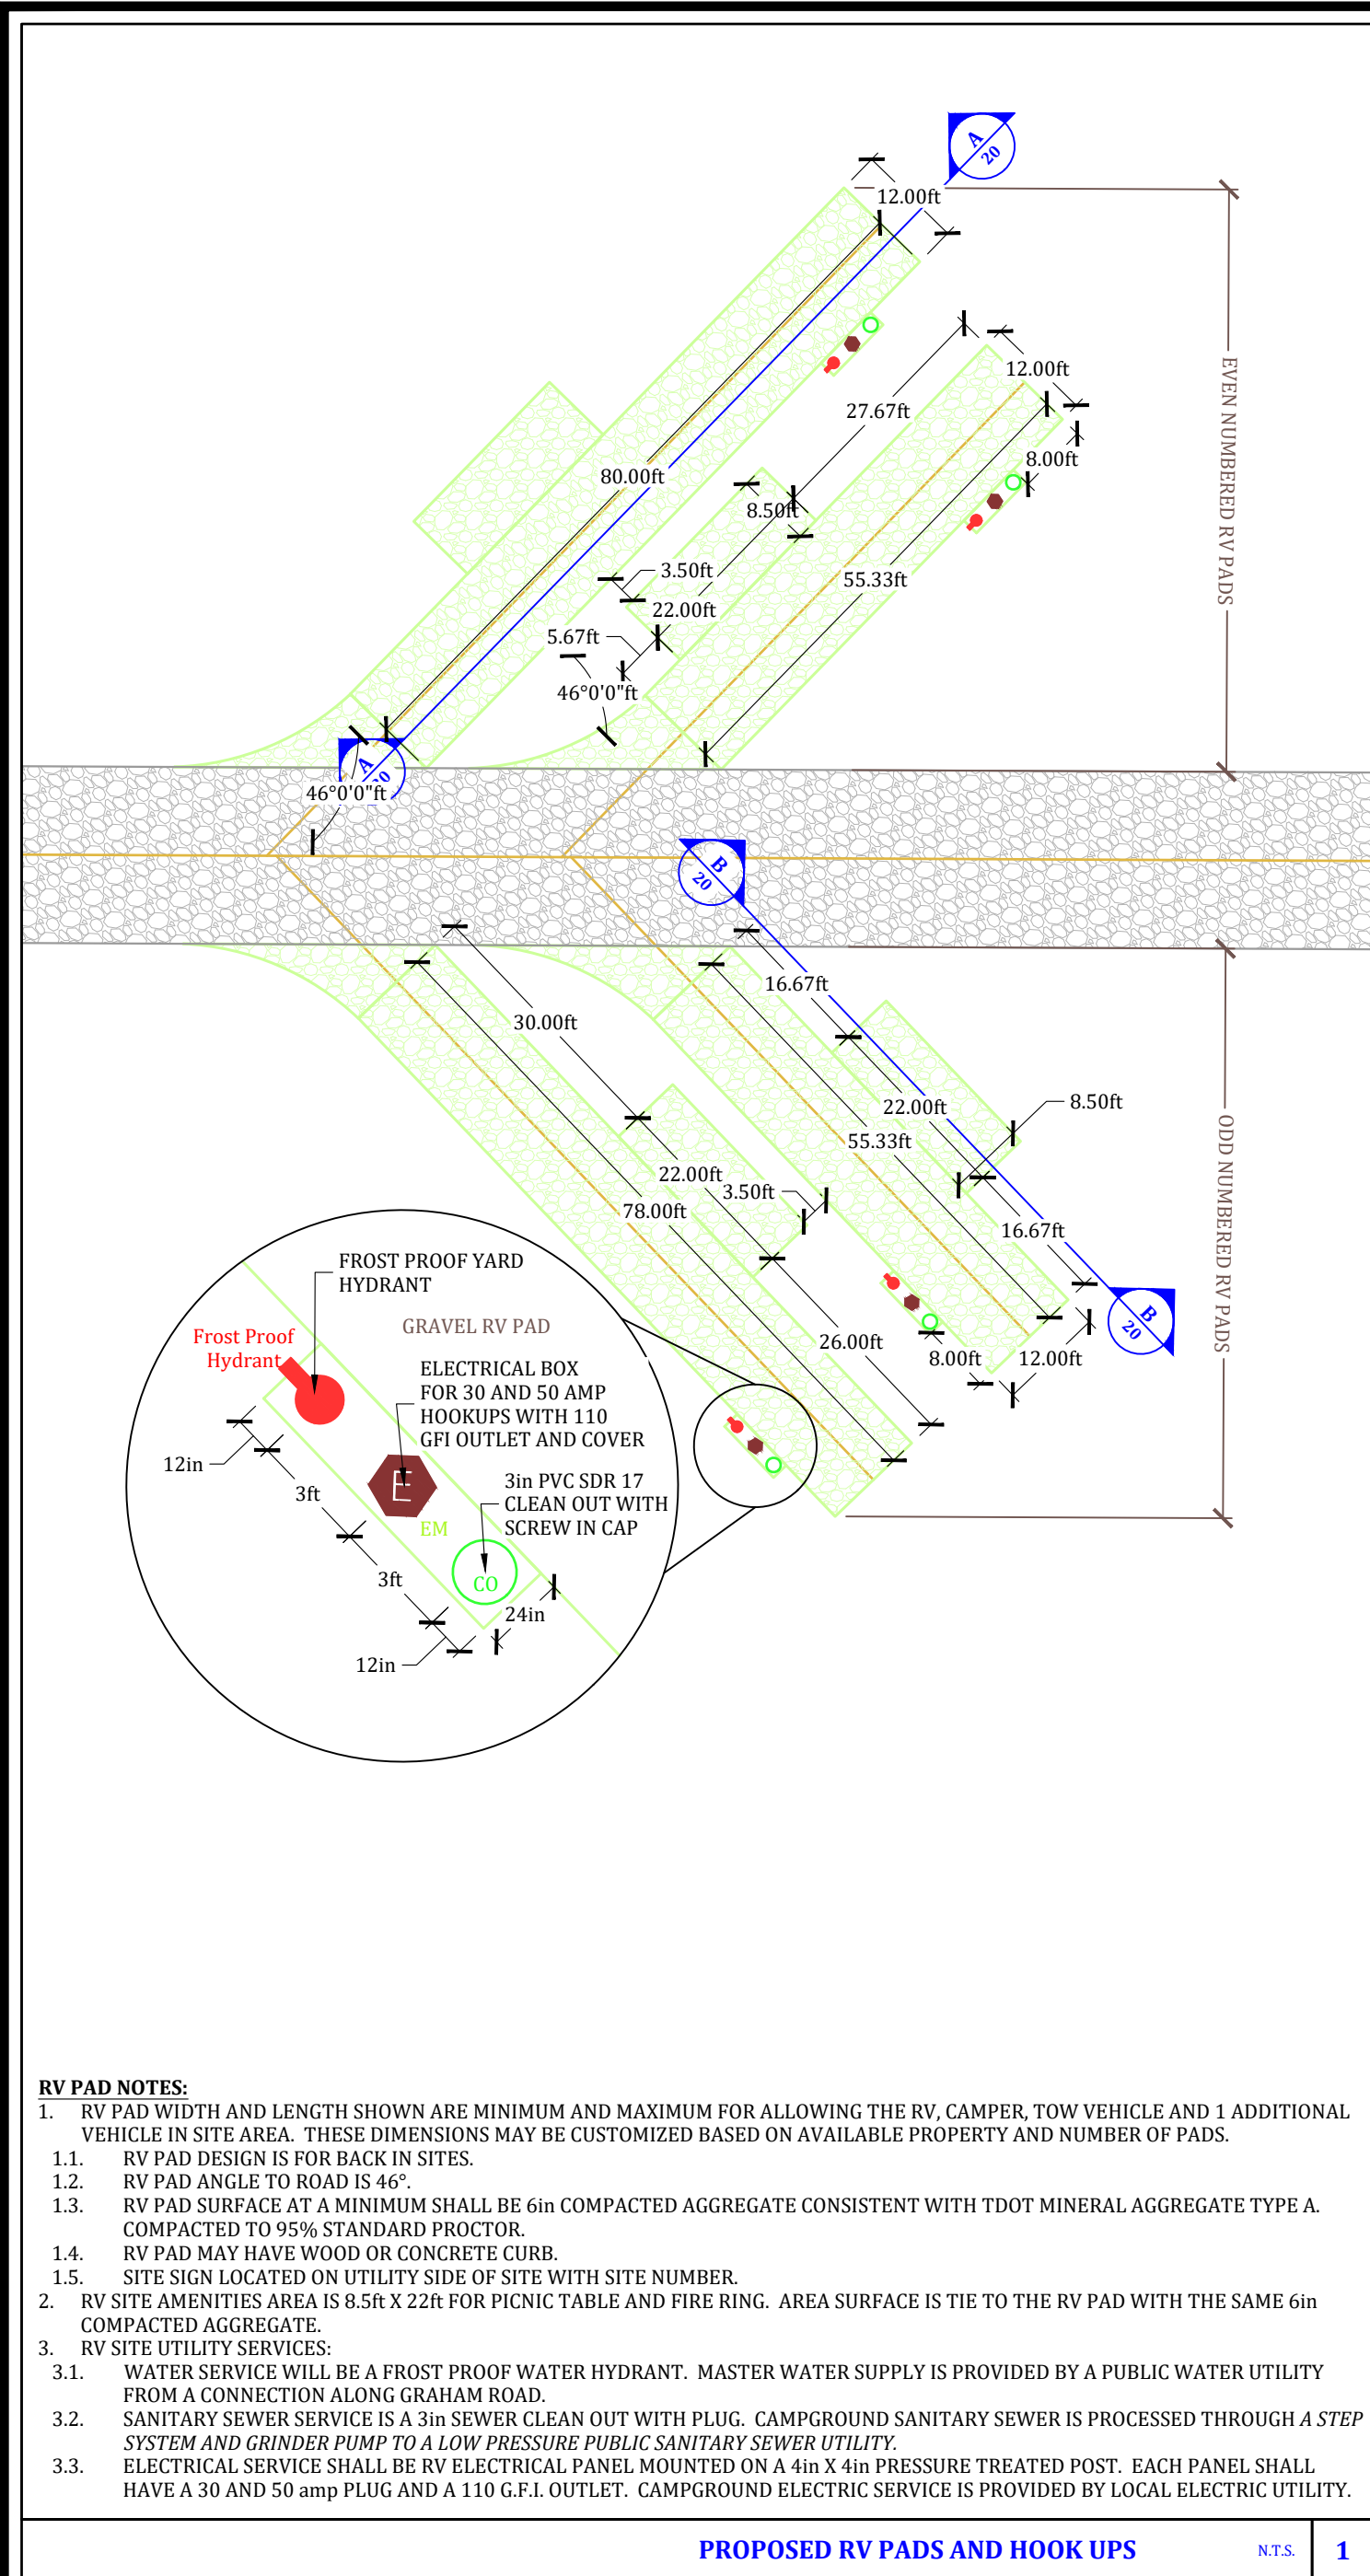 A
20
12.00ft
12.00ft
27.67ft
8.00ft
80.00ft
8.50ft
55.33ft
3.50ft
22.00ft
5.67ft
46°0'0"ft
EVEN NUMBERED RV PADS
A
20
46°0'0"ft
B
20
16.67ft
30.00ft
22.00ft
8.50ft
55.33ft
22.00ft
3.50ft
78.00ft
16.67ft
ODD NUMBERED RV PADS
B
20
26.00ft
8.00ft
12.00ft
FROST PROOF YARD
HYDRANT
Frost Proof
Hydrant
GRAVEL RV PAD
ELECTRICAL BOX
FOR 30 AND 50 AMP
HOOKUPS WITH 110
GFI OUTLET AND COVER
12in
3ft
E
EM
3in PVC SDR 17
CLEAN OUT WITH
SCREW IN CAP
3ft
CO
24in
12in
RV PAD NOTES:
1. RV PAD WIDTH AND LENGTH SHOWN ARE MINIMUM AND MAXIMUM FOR ALLOWING THE RV, CAMPER, TOW VEHICLE AND 1 ADDITIONAL
VEHICLE IN SITE AREA. THESE DIMENSIONS MAY BE CUSTOMIZED BASED ON AVAILABLE PROPERTY AND NUMBER OF PADS.
1.1. RV PAD DESIGN IS FOR BACK IN SITES.
1.2. RV PAD ANGLE TO ROAD IS 46°.
1.3. RV PAD SURFACE AT A MINIMUM SHALL BE 6in COMPACTED AGGREGATE CONSISTENT WITH TDOT MINERAL AGGREGATE TYPE A.
COMPACTED TO 95% STANDARD PROCTOR.
1.4. RV PAD MAY HAVE WOOD OR CONCRETE CURB.
1.5. SITE SIGN LOCATED ON UTILITY SIDE OF SITE WITH SITE NUMBER.
2. RV SITE AMENITIES AREA IS 8.5ft X 22ft FOR PICNIC TABLE AND FIRE RING. AREA SURFACE IS TIE TO THE RV PAD WITH THE SAME 6in
COMPACTED AGGREGATE.
3. RV SITE UTILITY SERVICES:
3.1. WATER SERVICE WILL BE A FROST PROOF WATER HYDRANT. MASTER WATER SUPPLY IS PROVIDED BY A PUBLIC WATER UTILITY
FROM A CONNECTION ALONG GRAHAM ROAD.
3.2. SANITARY SEWER SERVICE IS A 3in SEWER CLEAN OUT WITH PLUG. CAMPGROUND SANITARY SEWER IS PROCESSED THROUGH A STEP
SYSTEM AND GRINDER PUMP TO A LOW PRESSURE PUBLIC SANITARY SEWER UTILITY.
3.3. ELECTRICAL SERVICE SHALL BE RV ELECTRICAL PANEL MOUNTED ON A 4in X 4in PRESSURE TREATED POST. EACH PANEL SHALL
HAVE A 30 AND 50 amp PLUG AND A 110 G.F.I. OUTLET. CAMPGROUND ELECTRIC SERVICE IS PROVIDED BY LOCAL ELECTRIC UTILITY.
PROPOSED RV PADS AND HOOK UPS
N.T.S.
1